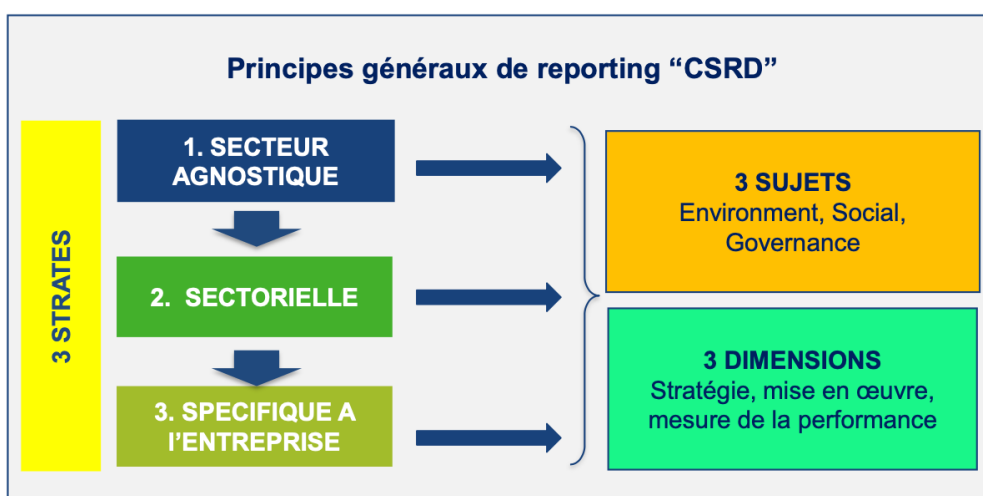 Principes généraux de reporting “CSRD”
3 STRATES
1. SECTEUR
AGNOSTIQUE
2. SECTORIELLE
3. SPECIFIQUE A
l’ENTREPRISE
3 SUJETS
Environment, Social,
Governance
3 DIMENSIONS
Stratégie, mise en œuvre,
mesure de la performance